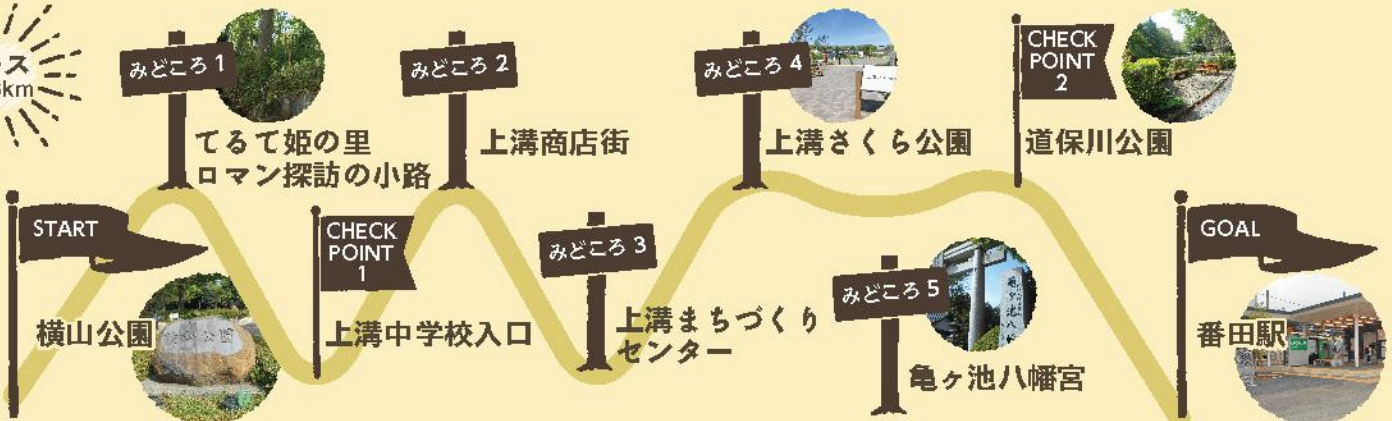 みどころ 1
てるて姫の里
ロマン探訪の小路
みどころ 2
上溝商店街
みどころ 4
上溝さくら公園
CHECK
POINT
2
道保川公園
START
横山公園
CHECK
POINT
1
上溝中学校入口
みどころ 3
上溝まちづくり
センター
みどころ 5
亀ヶ池八幡宮
GOAL
番田駅